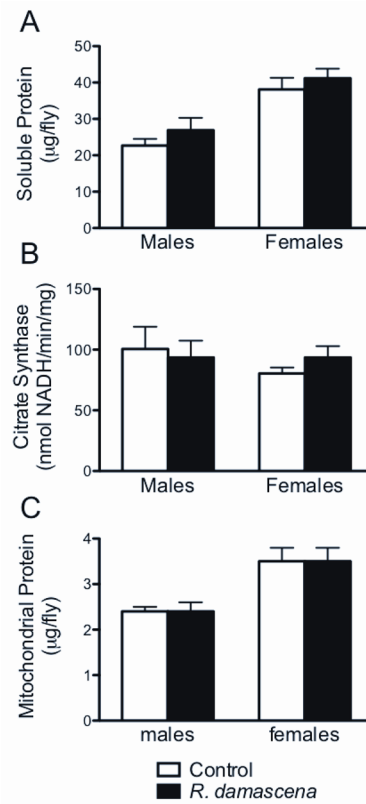 A
Soluble Protein
(µg/fly)
50
40
30
20
10
0
Males Females
B
Citrate Synthase
(nmol NADH/min/mg)
150
100
50
0
Males Females
C
Mitochondrial Protein
(µg/fly)
4
3
2
1
0
males females
Control
R. damascena